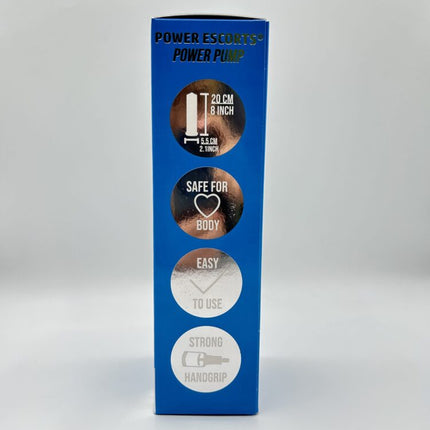 POWER ESCORTS®
POWER PUMP
20 CM
8 INCH
5,5 CM
2.1INCH
SAFE FOR
BODY
EASY
TO USE
STRONG
HANDGRIP